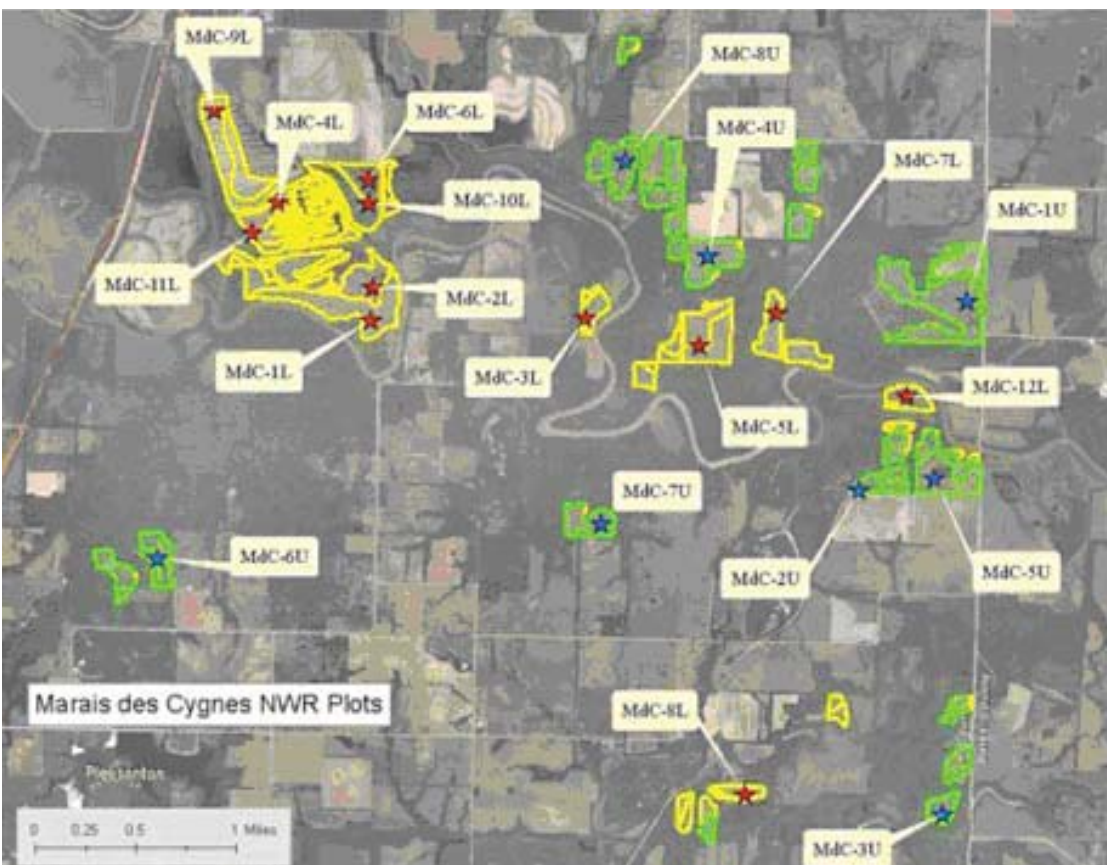 MdC-9L
MdC-8U
MdC-4L
MdC-6L
MdC-4U
MdC-7L
MdC-10L
MdC-1U
MdC-11L
MdC-2L
MdC-1L
MdC-3L
MdC-12L
MdC-5L
MdC-7U
MdC-6U
MdC-2U
MdC-5U
Marais des Cygnes NWR Plots
MdC-8L
Pleasanton
0 0.25 0.5 1 Miles
MdC-3U